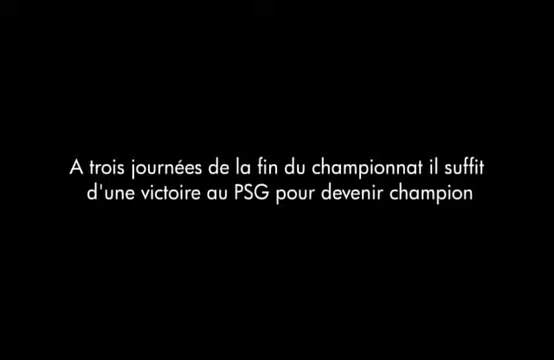 A trois journées de la fin du championnat il suffit
d'une victoire au PSG pour devenir champion